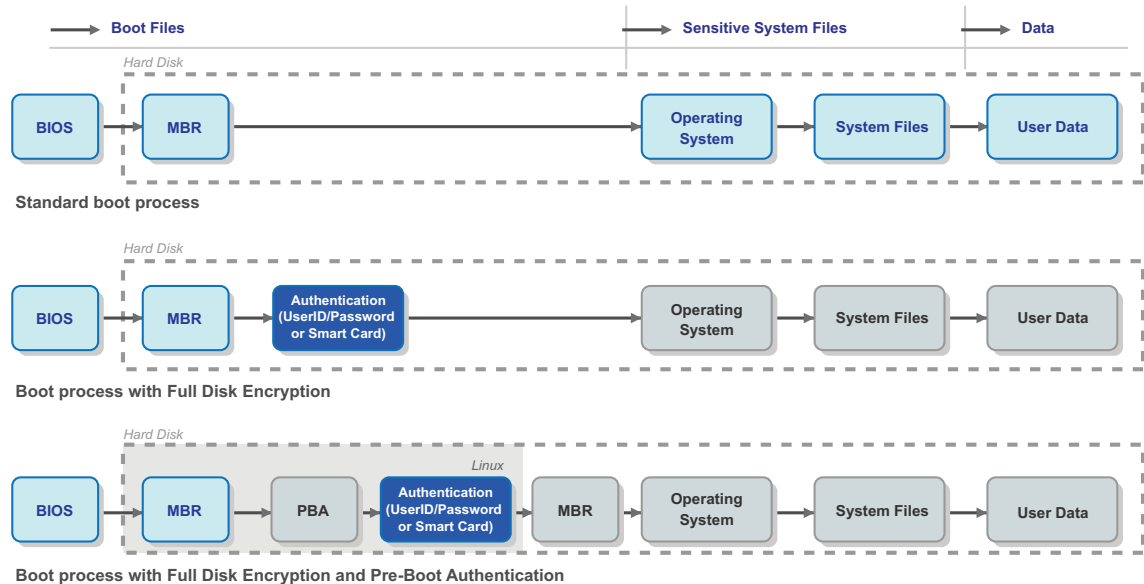 Boot Files
Sensitive System Files
Data
Hard Disk
BIOS
MBR
Operating
System
System Files
User Data
Standard boot process
Hard Disk
BIOS
MBR
Authentication
(UserID/Password
or Smart Card)
Operating
System
System Files
User Data
Boot process with Full Disk Encryption
Hard Disk
Linux
BIOS
MBR
PBA
Authentication
(UserID/Password
or Smart Card)
MBR
Operating
System
System Files
User Data
Boot process with Full Disk Encryption and Pre-Boot Authentication